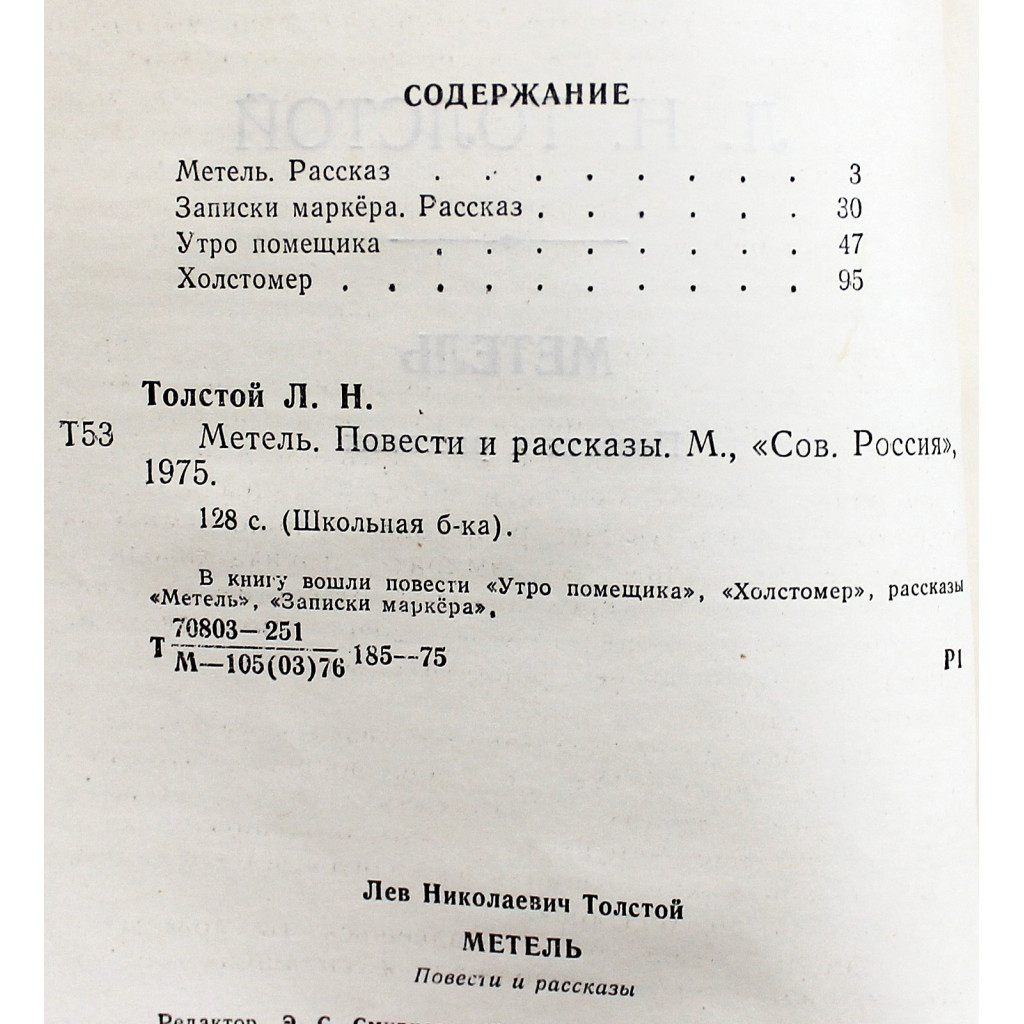 СОДЕРЖАНИЕ
Метель. Рассказ . . . . . . . . 3
Записки маркёра. Рассказ . . . . . . 30
Утро помещика . . . . . . . . 47
Холстомер . . . . . . . . . . 95
Толстой Л. Н.
Т53 Метель. Повести и рассказы. М., «Сов. Россия»,
1975.
128 с. (Школьная б-ка).
В книгу вошли повести «Утро помещика», «Холстомер», рассказы
«Метель», «Записки маркёра».
70803—251
Т 185—75 Р1
М—105(03)76
Лев Николаевич Толстой
МЕТЕЛЬ
Повести и рассказы
Редактор Э. С.